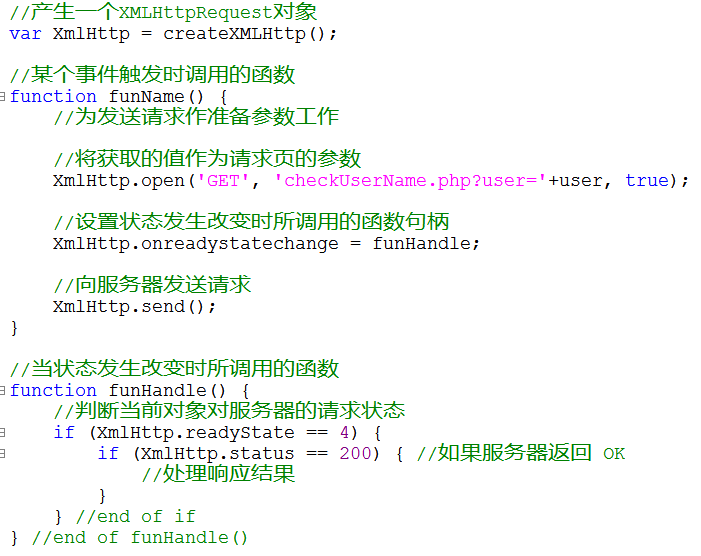 //产生一个XMLHttpRequest对象
var XmlHttp = createXMLHttp();
//某个事件触发时调用的函数
function funName() {
//为发送请求作准备参数工作
//将获取的值作为请求页的参数
XmlHttp.open('GET', 'checkUserName.php?user='+user, true);
//设置状态发生改变时所调用的函数句柄
XmlHttp.onreadystatechange = funHandle;
//向服务器发送请求
XmlHttp.send();
}
//当状态发生改变时所调用的函数
function funHandle() {
//判断当前对象对服务器的请求状态
if (XmlHttp.readyState == 4) {
if (XmlHttp.status == 200) { //如果服务器返回 OK
//处理响应结果
}
} //end of if
} //end of funHandle()